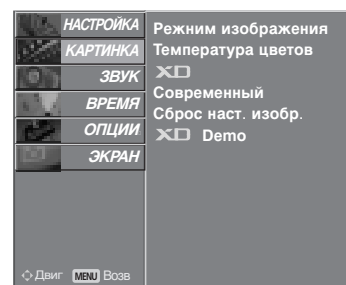 НАСТРОЙКА
КАРТИНКА
ЗВУК
ВРЕМЯ
ОПЦИИ
ЭКРАН
Режним изображения
Температура цветов
XD
Современный
Сброс наст. изобр.
XD Demo
Двиг MENU Возв